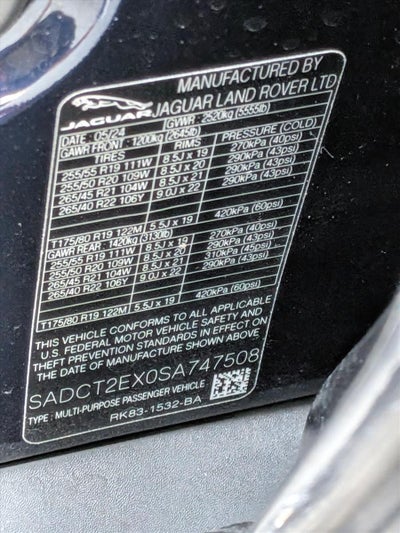 JAGUAR
MANUFACTURED BY
JAGUAR LAND ROVER LTD
DATE: 05/24 GVWR: 2520kg (5555lb)
GAWR FRONT: 1200kg (2645lb)
TIRES RIMS PRESSURE (COLD)
255/55 R19 111W 8.5J x 19 270kPa (40psi)
255/50 R20 109W 8.5J x 20 290kPa (43psi)
265/45 R21 104W 8.5J x 21 290kPa (43psi)
265/40 R22 106Y 9.0J x 22 290kPa (43psi)
T175/80 R19 122M 5.5J x 19 420kPa (60psi)
GAWR REAR: 1420kg (3130lb)
255/55 R19 111W 8.5J x 19 270kPa (40psi)
255/50 R20 109W 8.5J x 20 290kPa (43psi)
265/45 R21 104W 8.5J x 21 310kPa (45psi)
265/40 R22 106Y 9.0J x 22 290kPa (43psi)
T175/80 R19 122M 5.5J x 19 420kPa (60psi)
THIS VEHICLE CONFORMS TO ALL APPLICABLE
U.S FEDERAL MOTOR VEHICLE SAFETY AND
THEFT PREVENTION STANDARDS IN EFFECT ON
THE DATE OF MANUFACTURE SHOWN ABOVE.
SADCT2EX0SA747508
TYPE: MULTI-PURPOSE PASSENGER VEHICLE
RK83-1532-BA